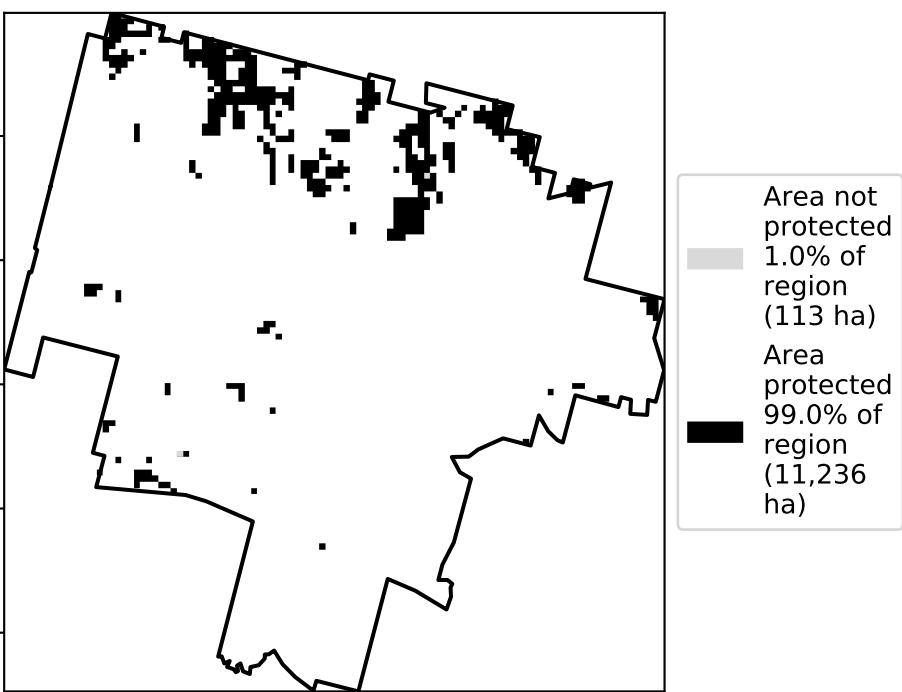 Area not
protected
1.0% of
region
(113 ha)
Area
protected
99.0% of
region
(11,236
ha)